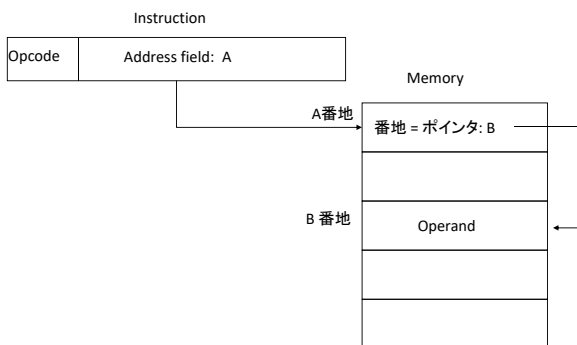 Instruction
Opcode
Address field: A
Memory
A番地
番地 = ポインタ: B
B 番地
Operand